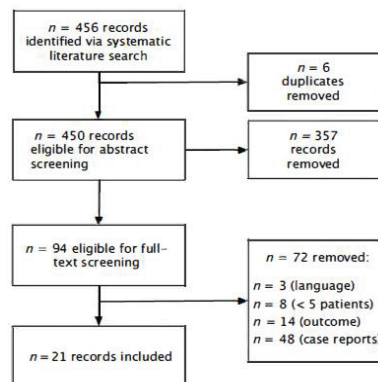 n = 456 records
identified via systematic
literature search
n = 6
duplicates
removed
n = 450 records
eligible for abstract
screening
n = 357
records
removed
n = 94 eligible for full-
text screening
n = 72 removed:
n = 3 (language)
n = 8 (< 5 patients)
n = 14 (outcome)
n = 48 (case reports)
n = 21 records included